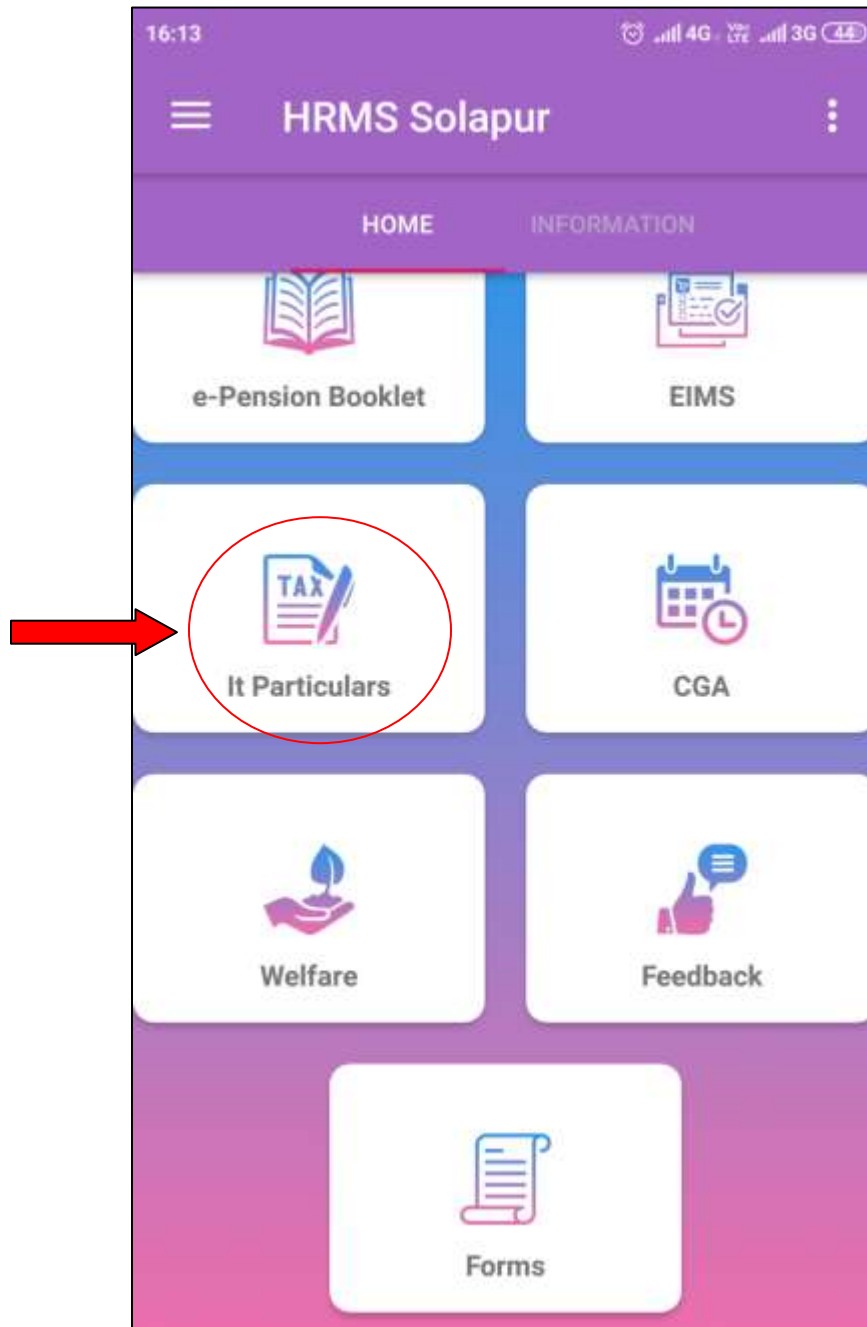 16:13 4G VoLTE 3G 44
HRMS Solapur
HOME INFORMATION
e-Pension Booklet EIMS
TAX
It Particulars CGA
Welfare Feedback
Forms